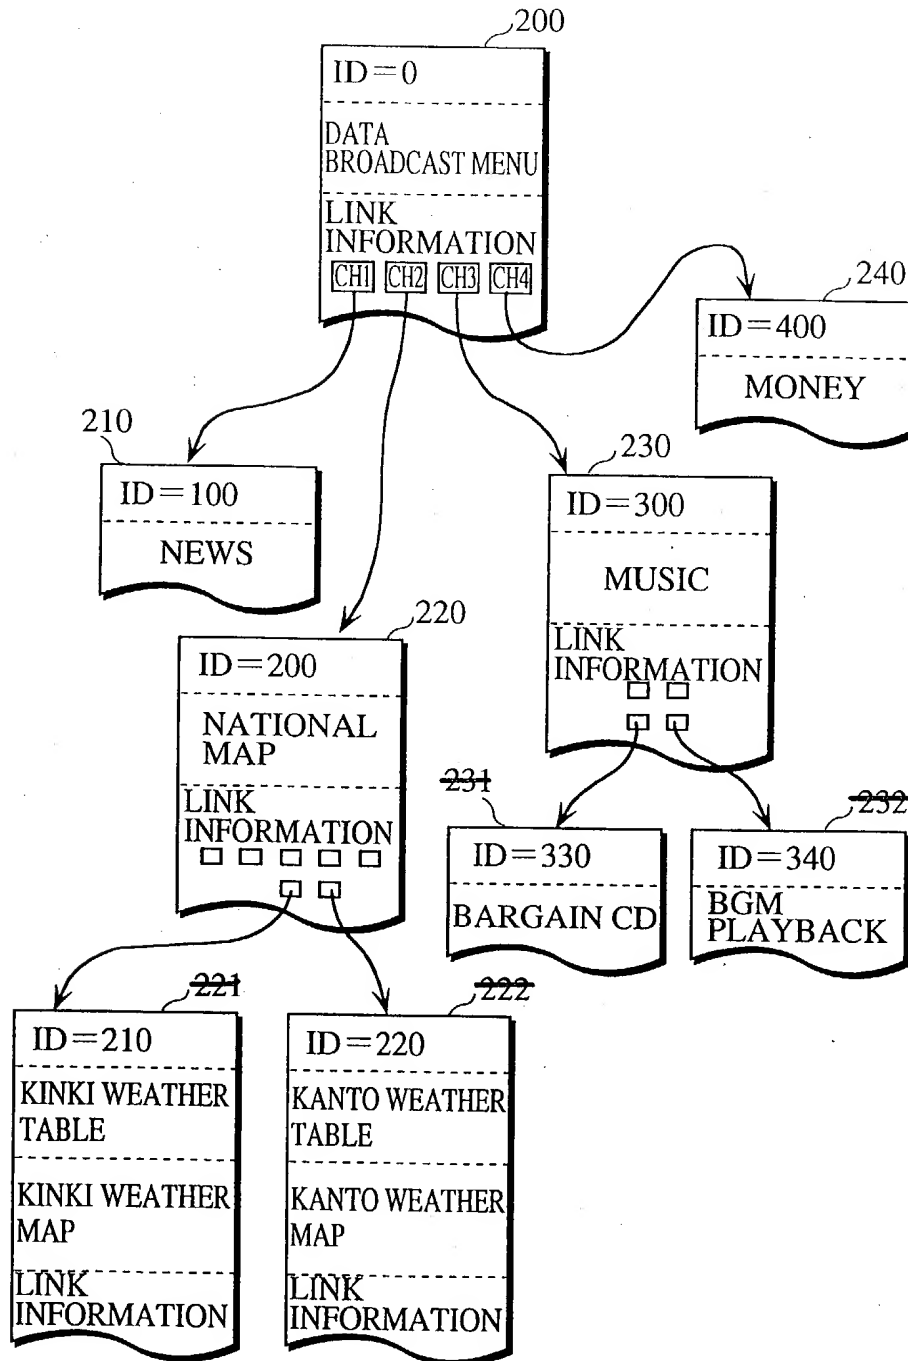 200
ID=0
DATA
BROADCAST MENU
LINK
INFORMATION
CH1 CH2 CH3 CH4
240
ID=400
MONEY
210
ID=100
NEWS
230
ID=300
MUSIC
LINK
INFORMATION
220
ID=200
NATIONAL
MAP
LINK
INFORMATION
231
ID=330
BARGAIN CD
232
ID=340
BGM
PLAYBACK
221
ID=210
KINKI WEATHER
TABLE
KINKI WEATHER
MAP
LINK
INFORMATION
222
ID=220
KANTO WEATHER
TABLE
KANTO WEATHER
MAP
LINK
INFORMATION